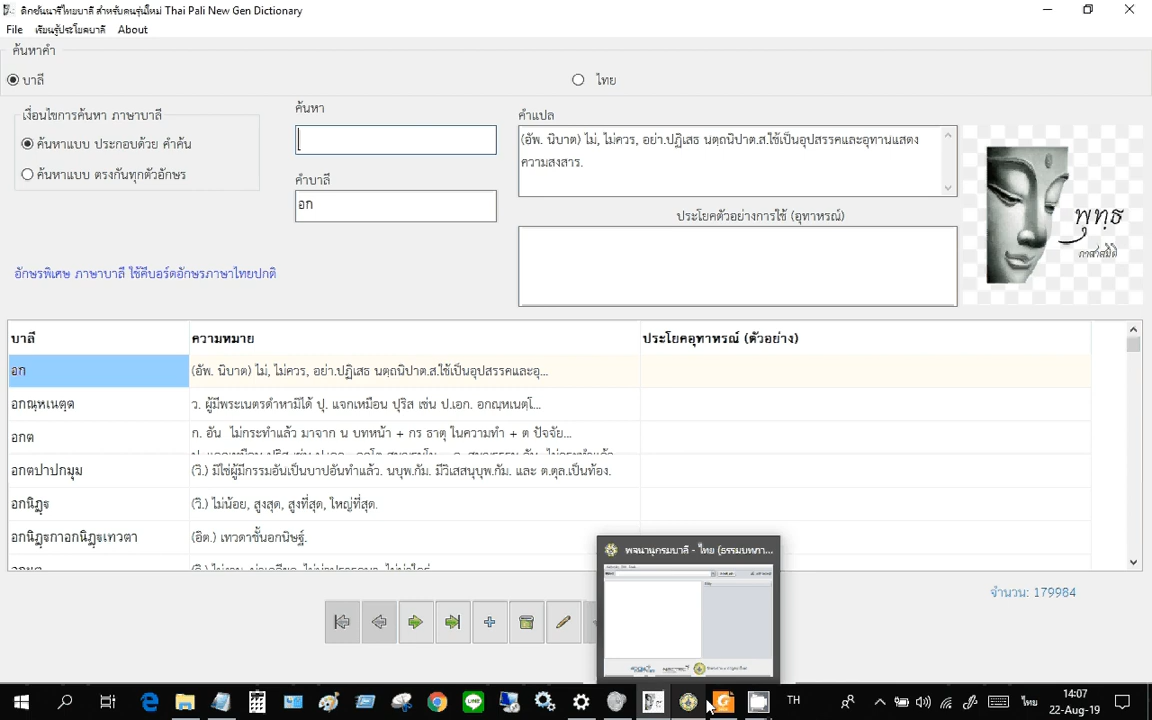 ดิกชันนารีไทยบาลี สำหรับคนรุ่นใหม่ Thai Pali New Gen Dictionary
File เรียนรู้ประโยคบาลี About
ค้นหาคำ
บาลี ไทย
เงื่อนไขการค้นหา ภาษาบาลี
ค้นหาแบบ ประกอบด้วย คำค้น
ค้นหาแบบ ตรงกันทุกตัวอักษร
อักษรพิเศษ ภาษาบาลี ใช้คีบอร์ดอักษรภาษาไทยปกติ
ค้นหา
คำบาลี
อก
คำแปล
(อัพ. นิบาต) ไม่, ไม่ควร, อย่า.ปฏิเสธ นตฺถนิปาต.ส.ใช้เป็นอุปสรรคและอุทานแสดง
ความสงสาร.
ประโยคตัวอย่างการใช้ (อุทาหรณ์)
พุทฺธ
ภาสาสมิติ
บาลี ความหมาย ประโยคอุทาหรณ์ (ตัวอย่าง)
อก (อัพ. นิบาต) ไม่, ไม่ควร, อย่า.ปฏิเสธ นตฺถนิปาต.ส.ใช้เป็นอุปสรรคและอุ...
อกณฺหเนตฺต ว. ผู้มีพระเนตรดำหามิได้ ปุ. แจกเหมือน ปุริส เช่น ป.เอก. อกณฺหเนตฺโ...
อกต ก. อัน ไม่กระทำแล้ว มาจาก น บทหน้า + กร ธาตุ ในความทำ + ต ปัจจัย...
อกตปาปกมฺม (วิ.) มิใช่ผู้มีกรรมอันเป็นบาปอันทำแล้ว. นบุพ.กัม. มีวิเสสนุบุพ.กัม. และ ต.ตุล.เป็นท้อง.
อกนิฏฺฐ (วิ.) ไม่น้อย, สูงสุด, สูงที่สุด, ใหญ่ที่สุด.
อกนิฏฺฐกาอกนิฏฺฐเทวตา (อิต.) เทวดาชั้นอกนิษฐ์.
จำนวน: 179984
พจนานุกรมบาลี - ไทย (ธรรมบทภา...
TH ไทย 14:07
22-Aug-19